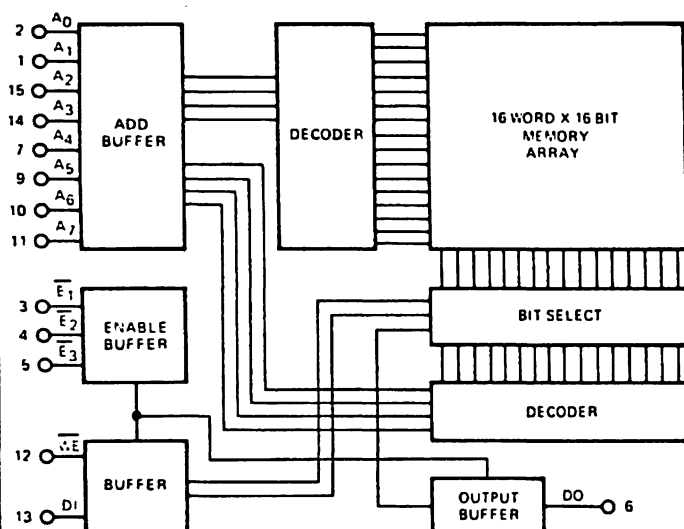 2 A0
1 A1
15 A2
14 A3
7 A4
9 A5
10 A6
11 A7
ADD
BUFFER
DECODER
16 WORD X 16 BIT
MEMORY
ARRAY
3 E1
4 E2
5 E3
ENABLE
BUFFER
BIT SELECT
DECODER
12 WE
13 DI
BUFFER
OUTPUT
BUFFER
DO 6